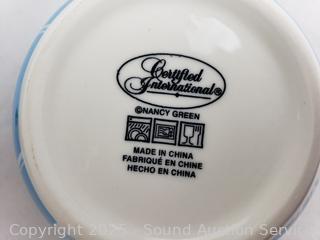 Certified
International®
©NANCY GREEN
MADE IN CHINA
FABRIQUÉ EN CHINE
HECHO EN CHINA
Copyright 2025 - Sound Auction Service